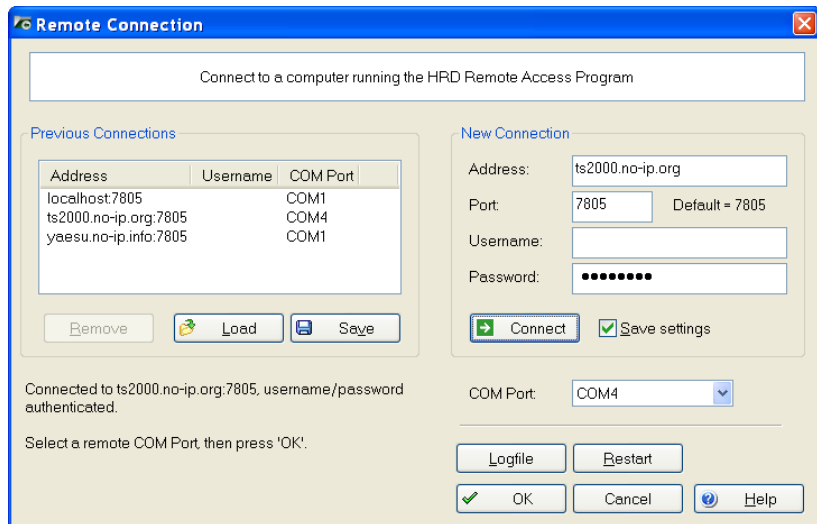 Remote Connection
Connect to a computer running the HRD Remote Access Program
Previous Connections
Address Username COM Port
localhost:7805 COM1
ts2000.no-ip.org:7805 COM4
yaesu.no-ip.info:7805 COM1
Remove Load Save
Connected to ts2000.no-ip.org:7805, username/password
authenticated.
Select a remote COM Port, then press 'OK'.
New Connection
Address: ts2000.no-ip.org
Port: 7805 Default = 7805
Username:
Password: ●●●●●●●●
Connect Save settings
COM Port: COM4
Logfile Restart
OK Cancel Help